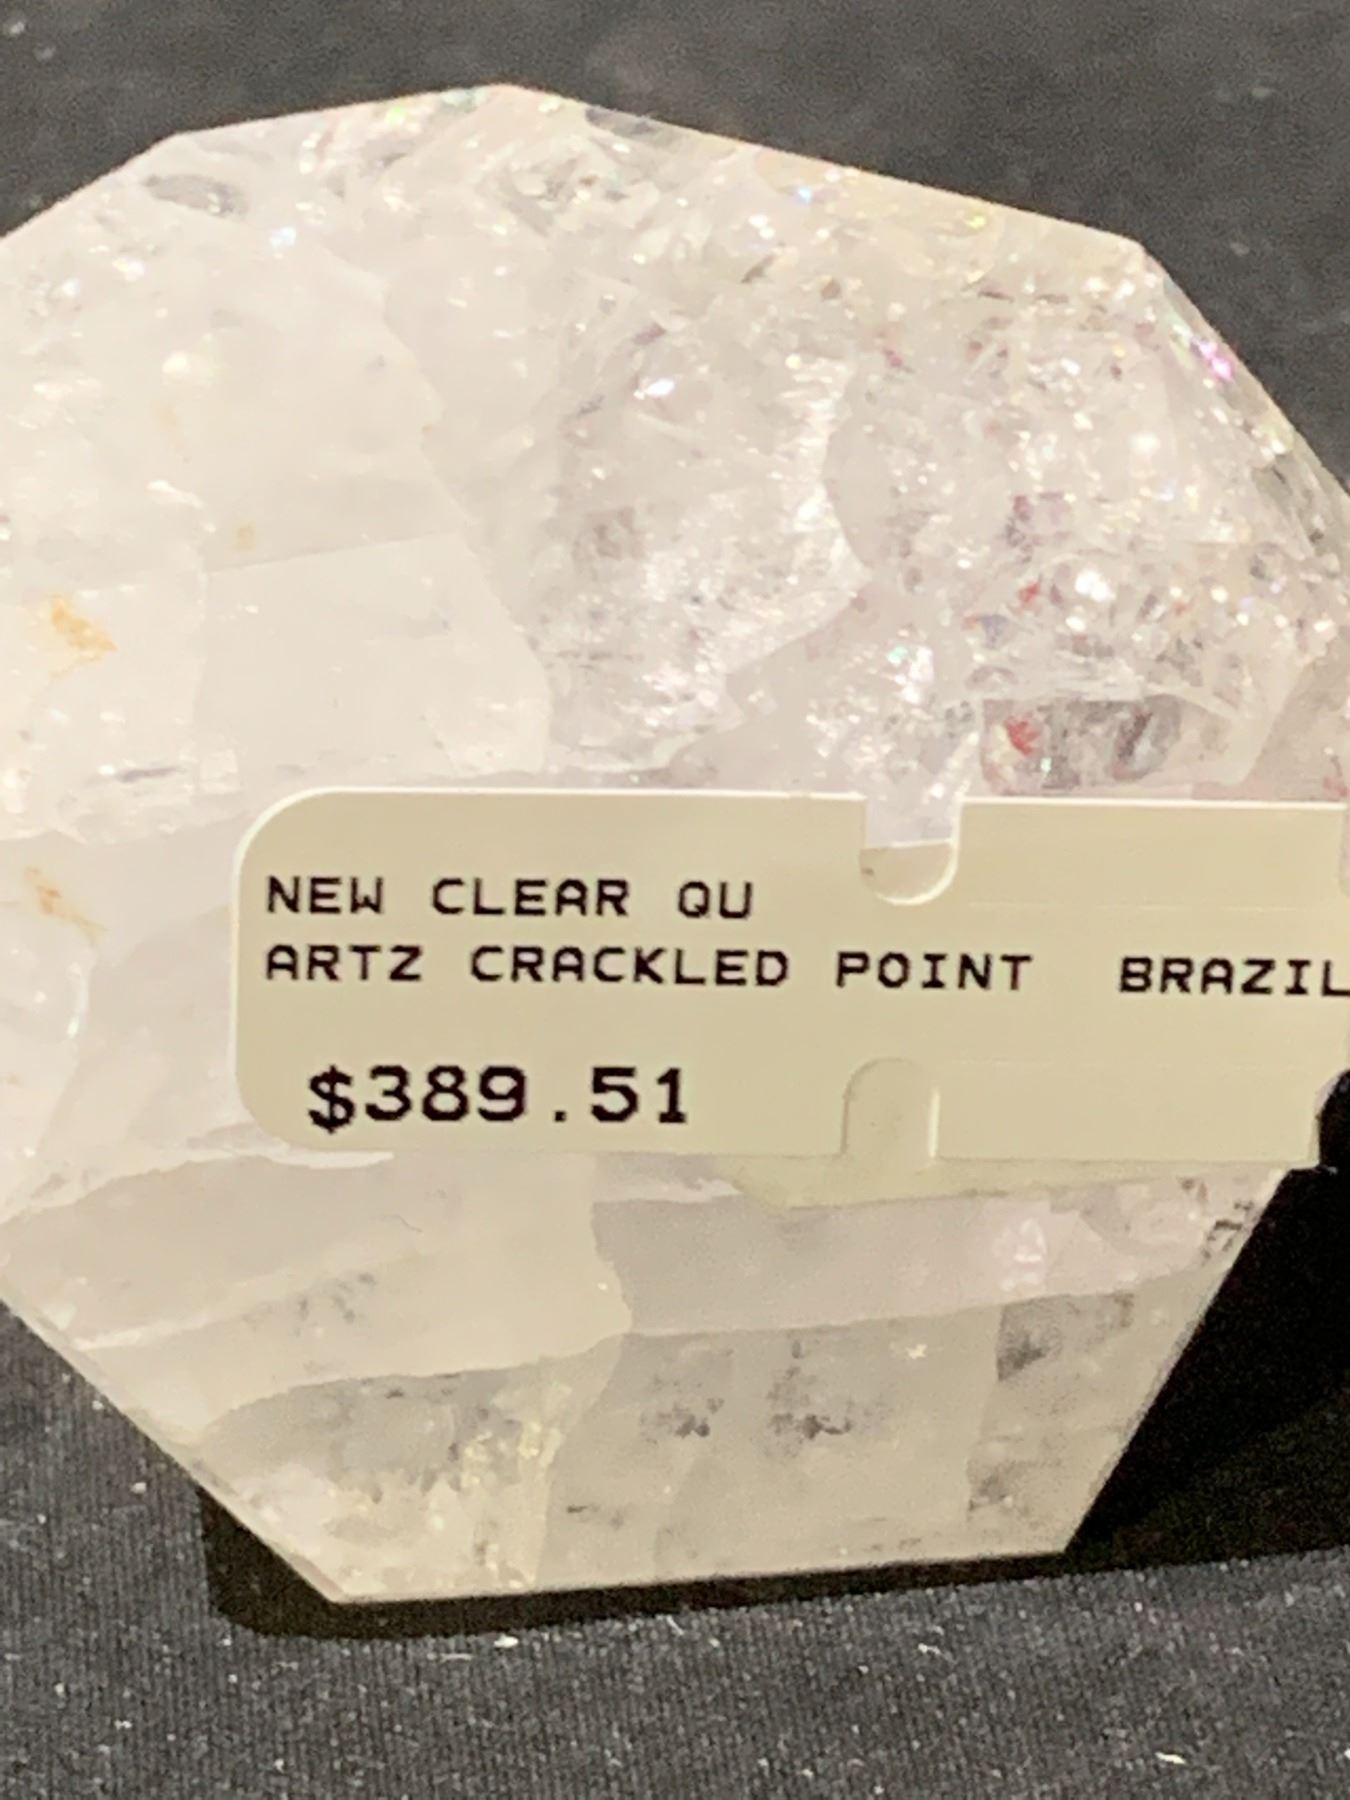 NEW CLEAR QU
ARTZ CRACKLED POINT BRAZIL
$389.51